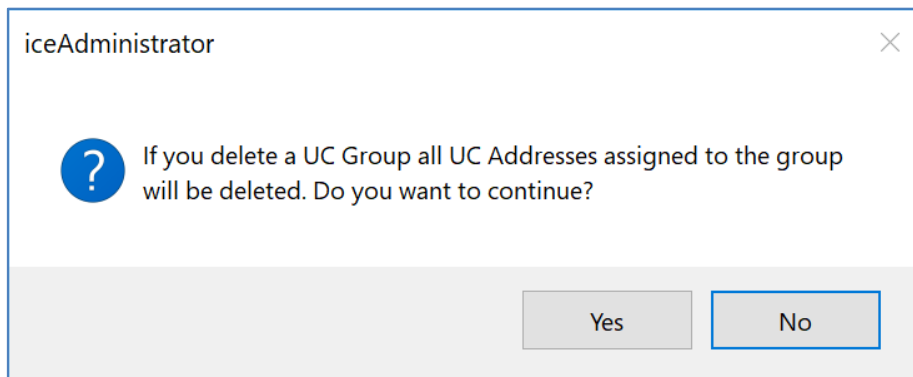 iceAdministrator
?
If you delete a UC Group all UC Addresses assigned to the group
will be deleted. Do you want to continue?
Yes
No